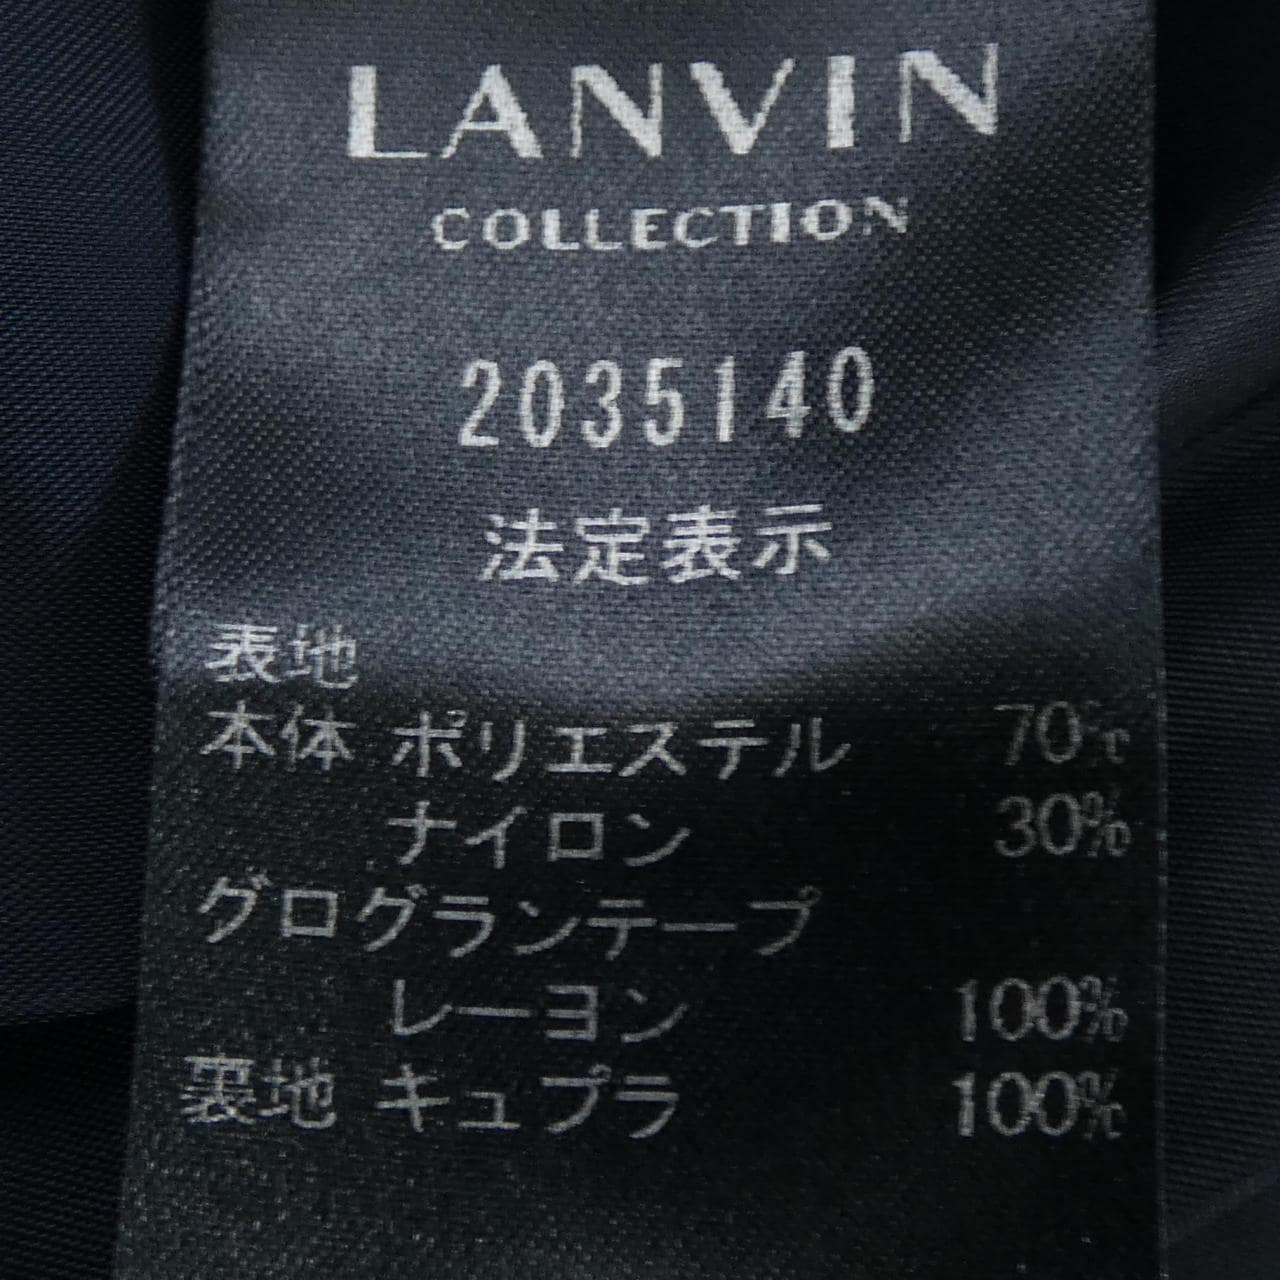 LANVIN
COLLECTION
2035140
法定表示
表地
本体 ポリエステル 70%
ナイロン 30%
グログランテープ
レーヨン 100%
裏地 キュプラ 100%